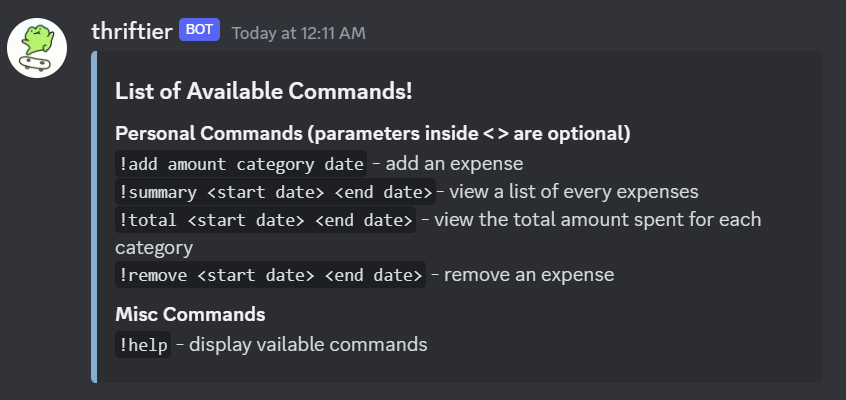 thriftier BOT Today at 12:11 AM
List of Available Commands!
Personal Commands (parameters inside < > are optional)
!add amount category date - add an expense
!summary <start date> <end date> - view a list of every expenses
!total <start date> <end date> - view the total amount spent for each
category
!remove <start date> <end date> - remove an expense
Misc Commands
!help - display vailable commands